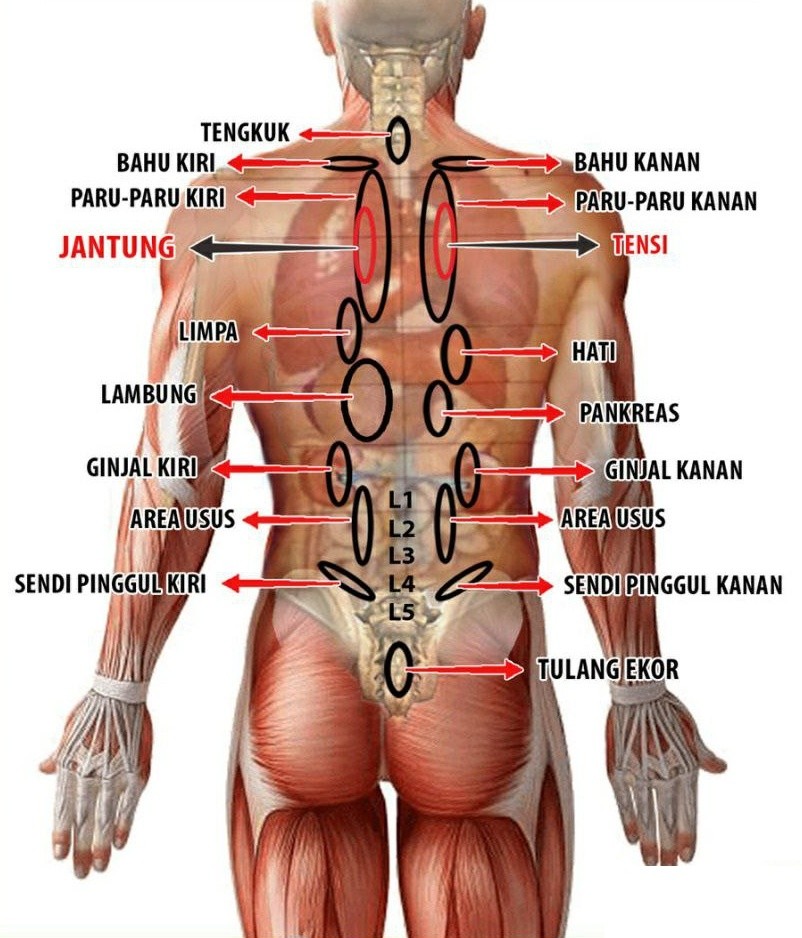 TENGKUK
BAHU KIRI
BAHU KANAN
PARU-PARU KIRI
PARU-PARU KANAN
JANTUNG
TENSI
LIMPA
HATI
LAMBUNG
PANKREAS
GINJAL KIRI
GINJAL KANAN
L1
AREA USUS
AREA USUS
L2
L3
SENDI PINGGUL KIRI
L4
SENDI PINGGUL KANAN
L5
TULANG EKOR